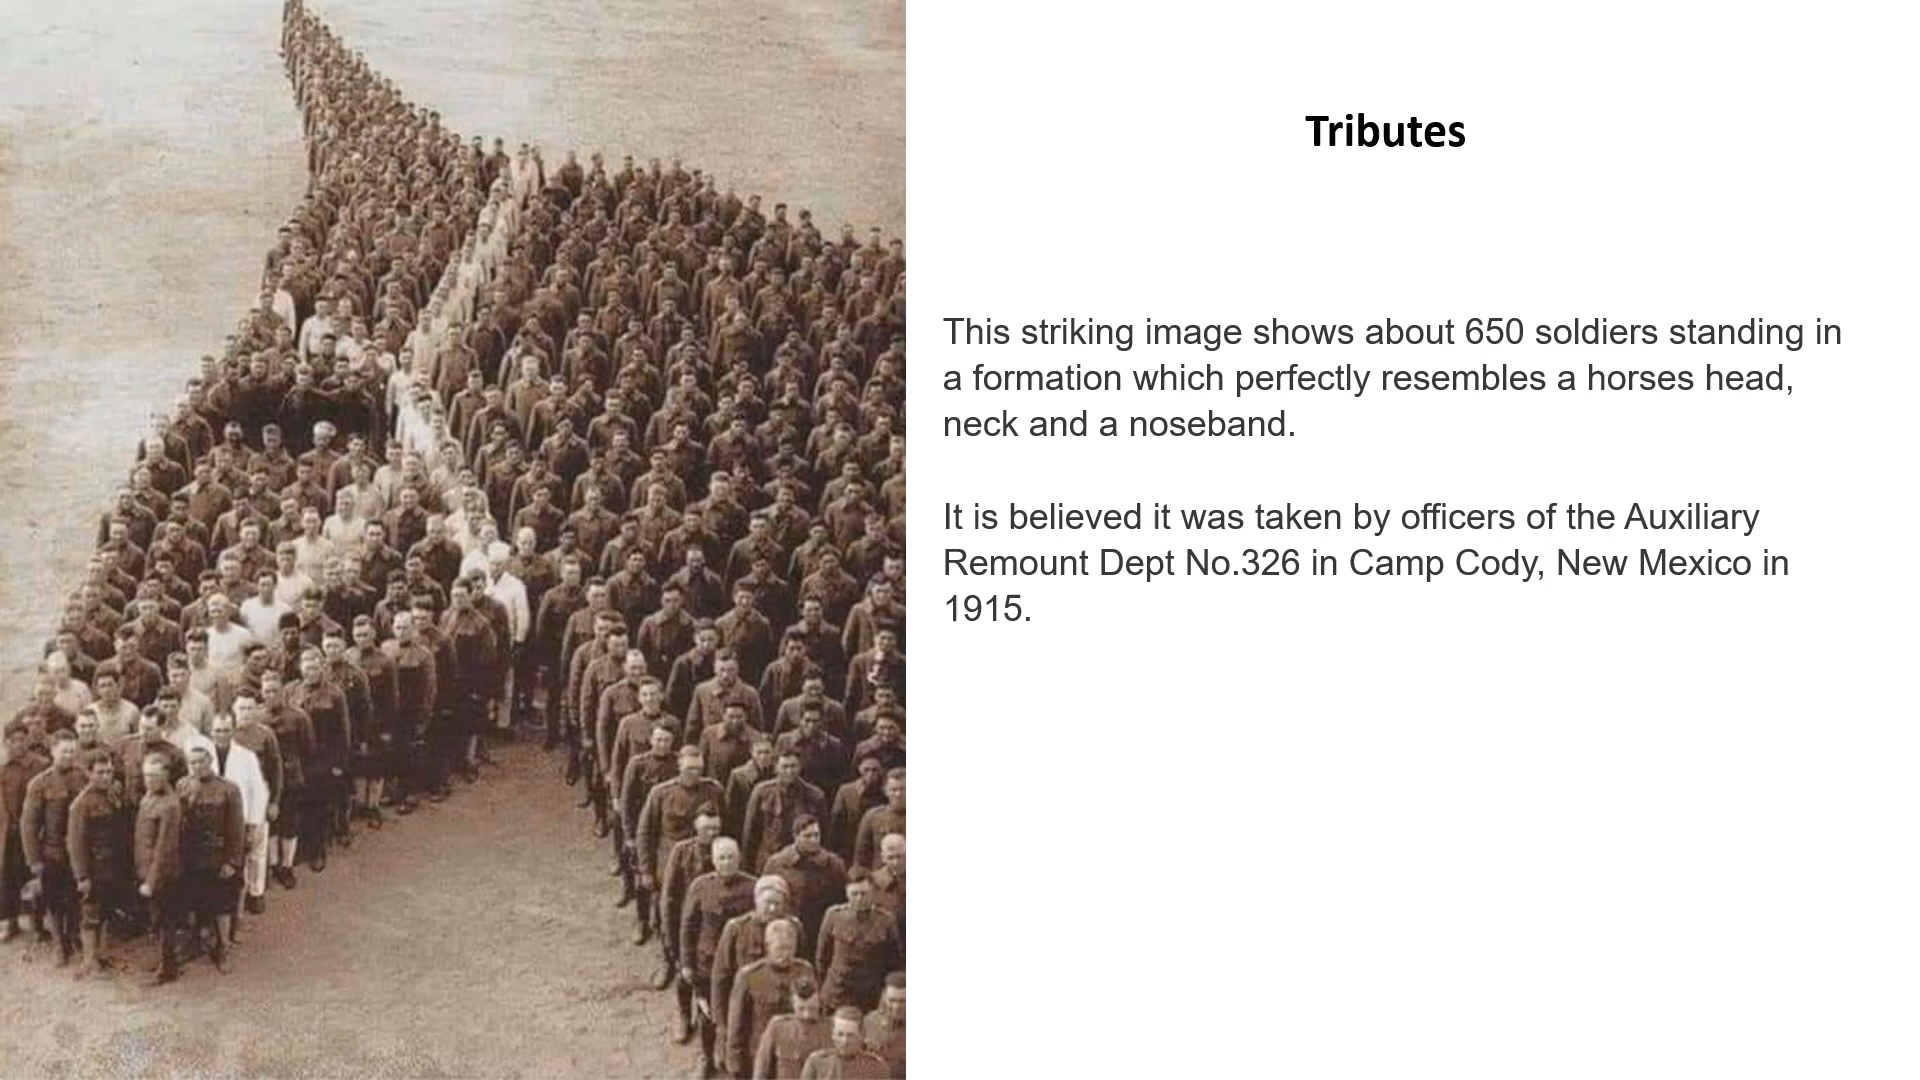 Tributes
This striking image shows about 650 soldiers standing in
a formation which perfectly resembles a horses head,
neck and a noseband.
It is believed it was taken by officers of the Auxiliary
Remount Dept No.326 in Camp Cody, New Mexico in
1915.